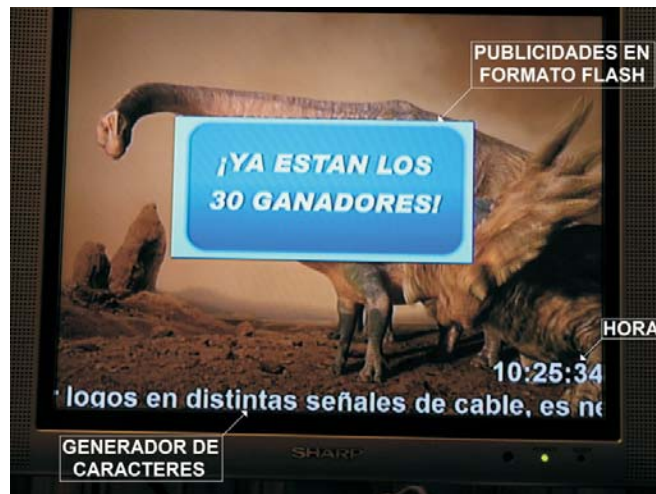 PUBLICIDADES EN
FORMATO FLASH
¡YA ESTAN LOS
30 GANADORES!
HORA
10:25:34
logos en distintas señales de cable, es
GENERADOR DE
CARACTERES
SHARP